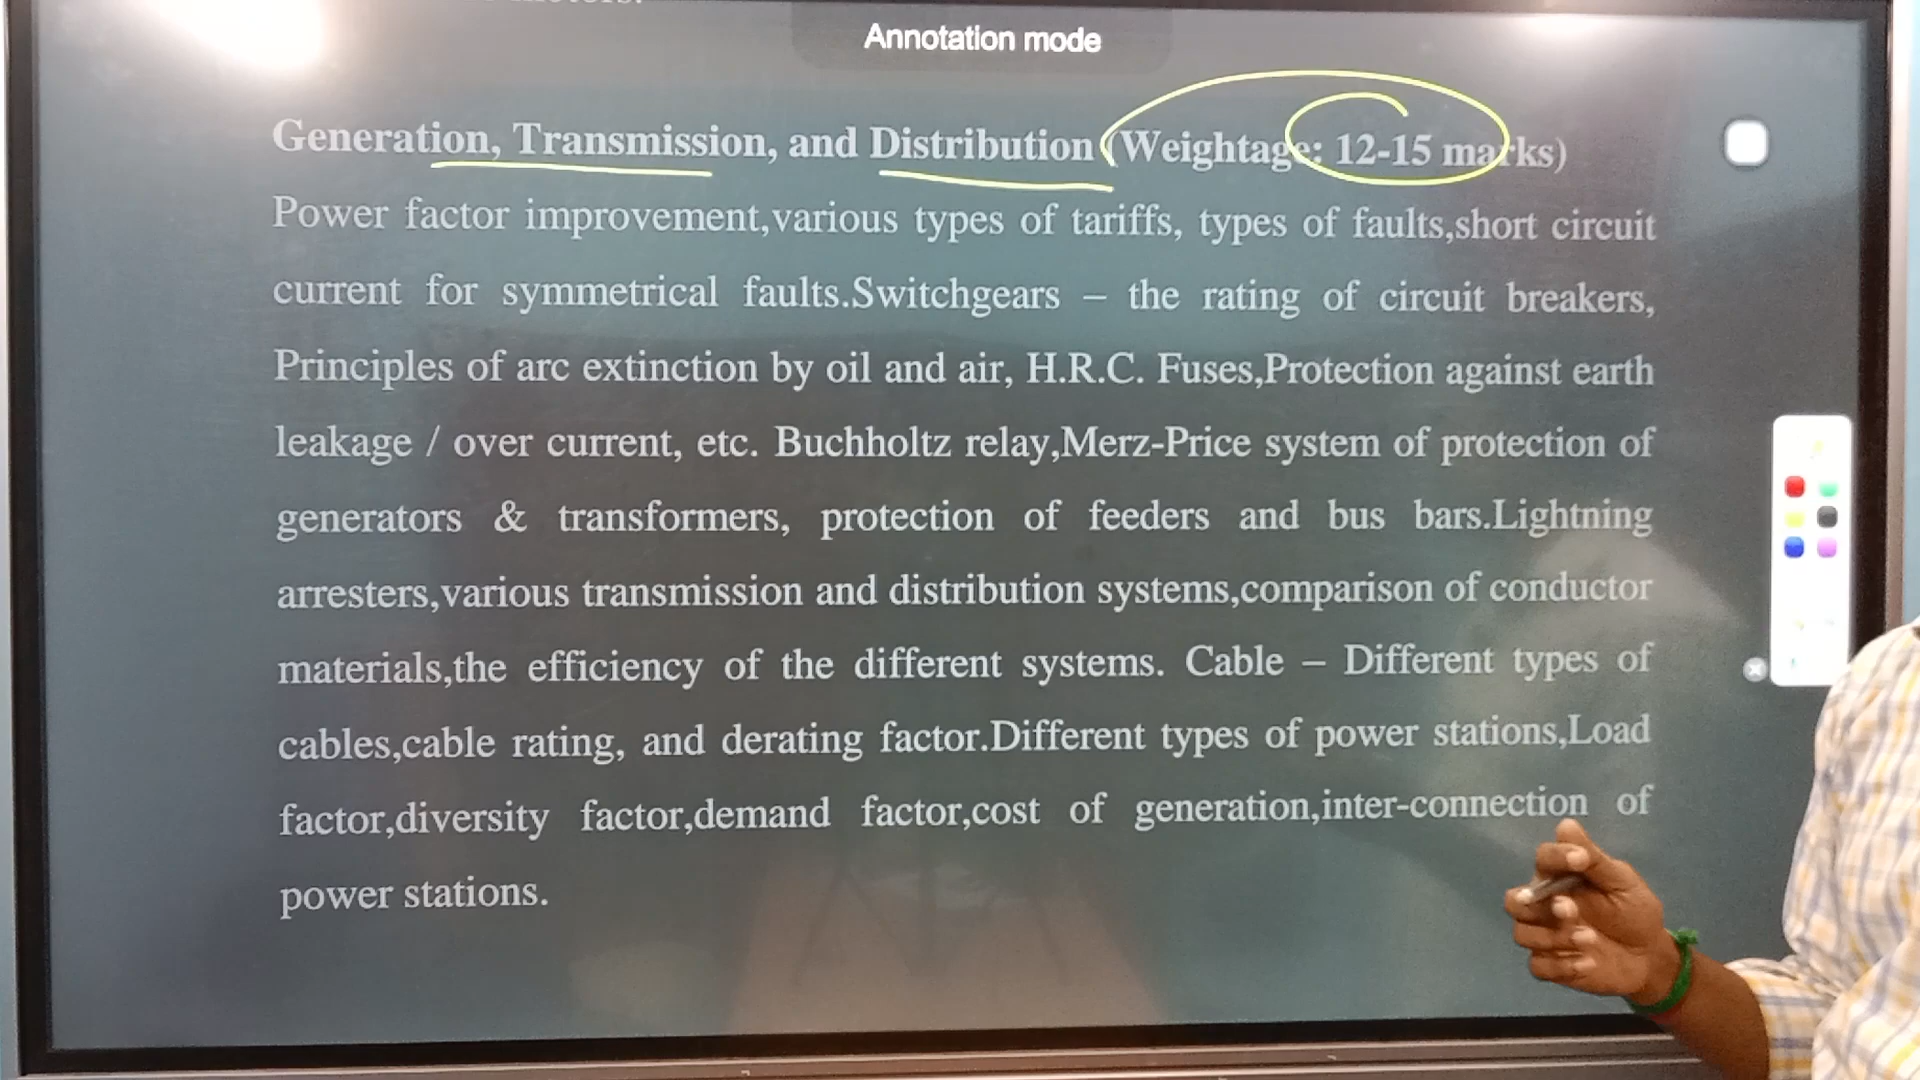 Annotation mode
Generation, Transmission, and Distribution (Weightage: 12-15 marks)
Power factor improvement,various types of tariffs, types of faults,short circuit
current for symmetrical faults.Switchgears – the rating of circuit breakers,
Principles of arc extinction by oil and air, H.R.C. Fuses,Protection against earth
leakage / over current, etc. Buchholtz relay,Merz-Price system of protection of
generators & transformers, protection of feeders and bus bars.Lightning
arresters,various transmission and distribution systems,comparison of conductor
materials,the efficiency of the different systems. Cable – Different types of
cables,cable rating, and derating factor.Different types of power stations,Load
factor,diversity factor,demand factor,cost of generation,inter-connection of
power stations.